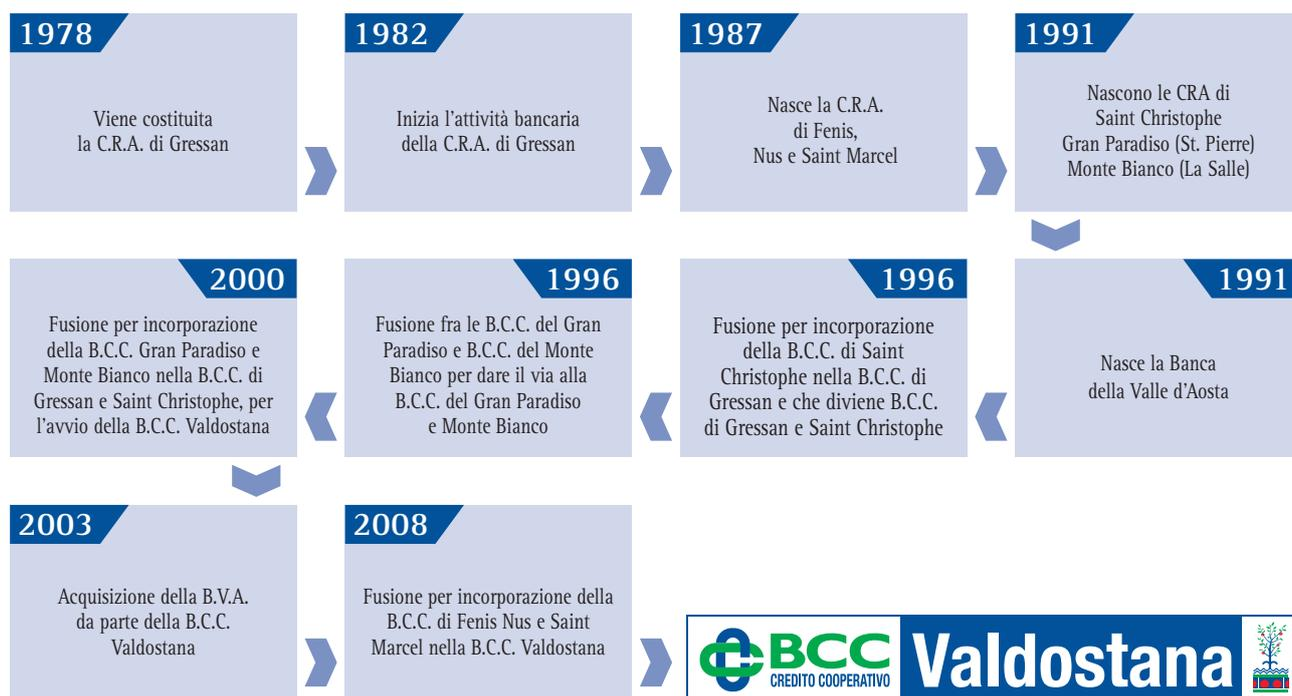 1978
Viene costituita
la C.R.A. di Gressan
1982
Inizia l'attività bancaria
della C.R.A. di Gressan
1987
Nasce la C.R.A.
di Fenis,
Nus e Saint Marcel
1991
Nascono le CRA di
Saint Christophe
Gran Paradiso (St. Pierre)
Monte Bianco (La Salle)
1991
Nasce la Banca
della Valle d'Aosta
1996
Fusione per incorporazione
della B.C.C. di Saint
Christophe nella B.C.C. di
Gressan e che diviene B.C.C.
di Gressan e Saint Christophe
1996
Fusione fra le B.C.C. del Gran
Paradiso e B.C.C. del Monte
Bianco per dare il via alla
B.C.C. del Gran Paradiso
e Monte Bianco
2000
Fusione per incorporazione
della B.C.C. Gran Paradiso e
Monte Bianco nella B.C.C. di
Gressan e Saint Christophe, per
l'avvio della B.C.C. Valdostana
2003
Acquisizione della B.V.A.
da parte della B.C.C.
Valdostana
2008
Fusione per incorporazione della
B.C.C. di Fenis Nus e Saint
Marcel nella B.C.C. Valdostana
BCC
CREDITO COOPERATIVO
Valdostana